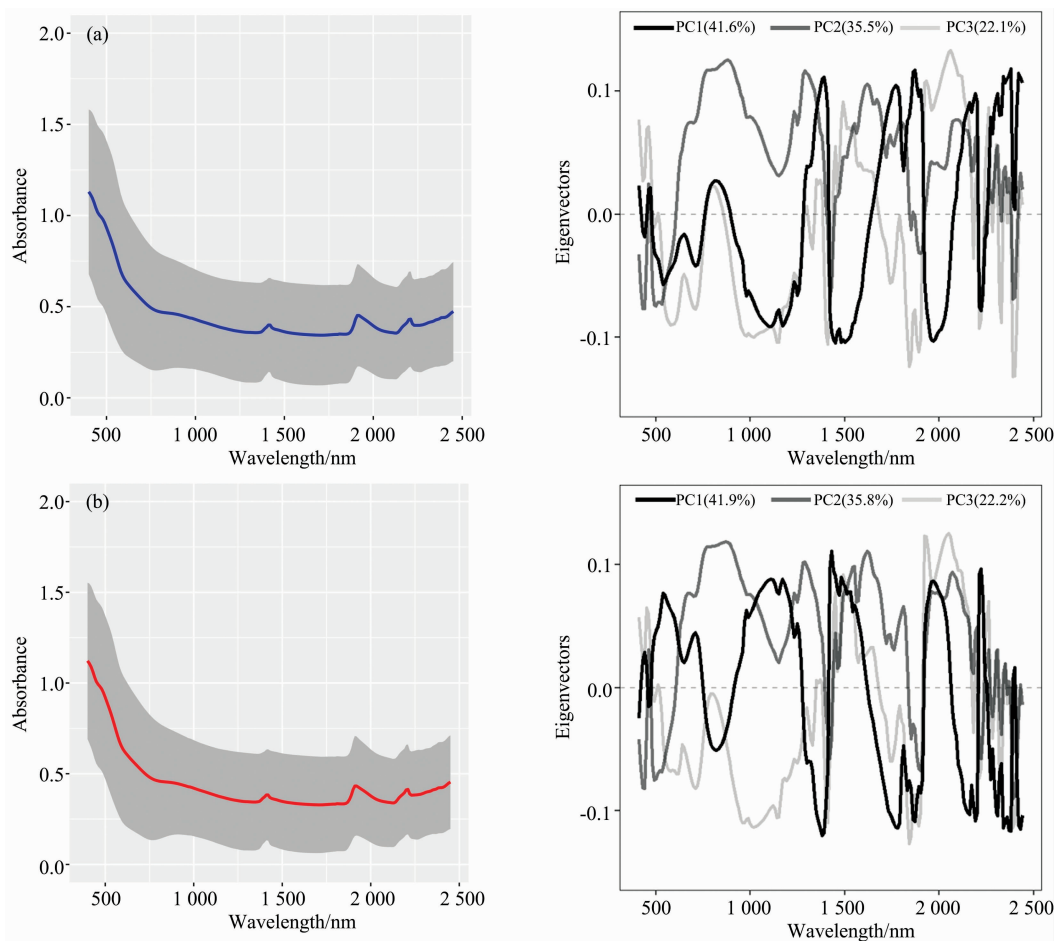 (a)
2.0
1.5
1.0
0.5
0.0
Absorbance
500 1 000 1 500 2 000 2 500
Wavelength/nm
PC1(41.6%) PC2(35.5%) PC3(22.1%)
0.1
0.0
-0.1
Eigenvectors
500 1 000 1 500 2 000 2 500
Wavelength/nm
(b)
2.0
1.5
1.0
0.5
0.0
Absorbance
500 1 000 1 500 2 000 2 500
Wavelength/nm
PC1(41.9%) PC2(35.8%) PC3(22.2%)
0.1
0.0
-0.1
Eigenvectors
500 1 000 1 500 2 000 2 500
Wavelength/nm